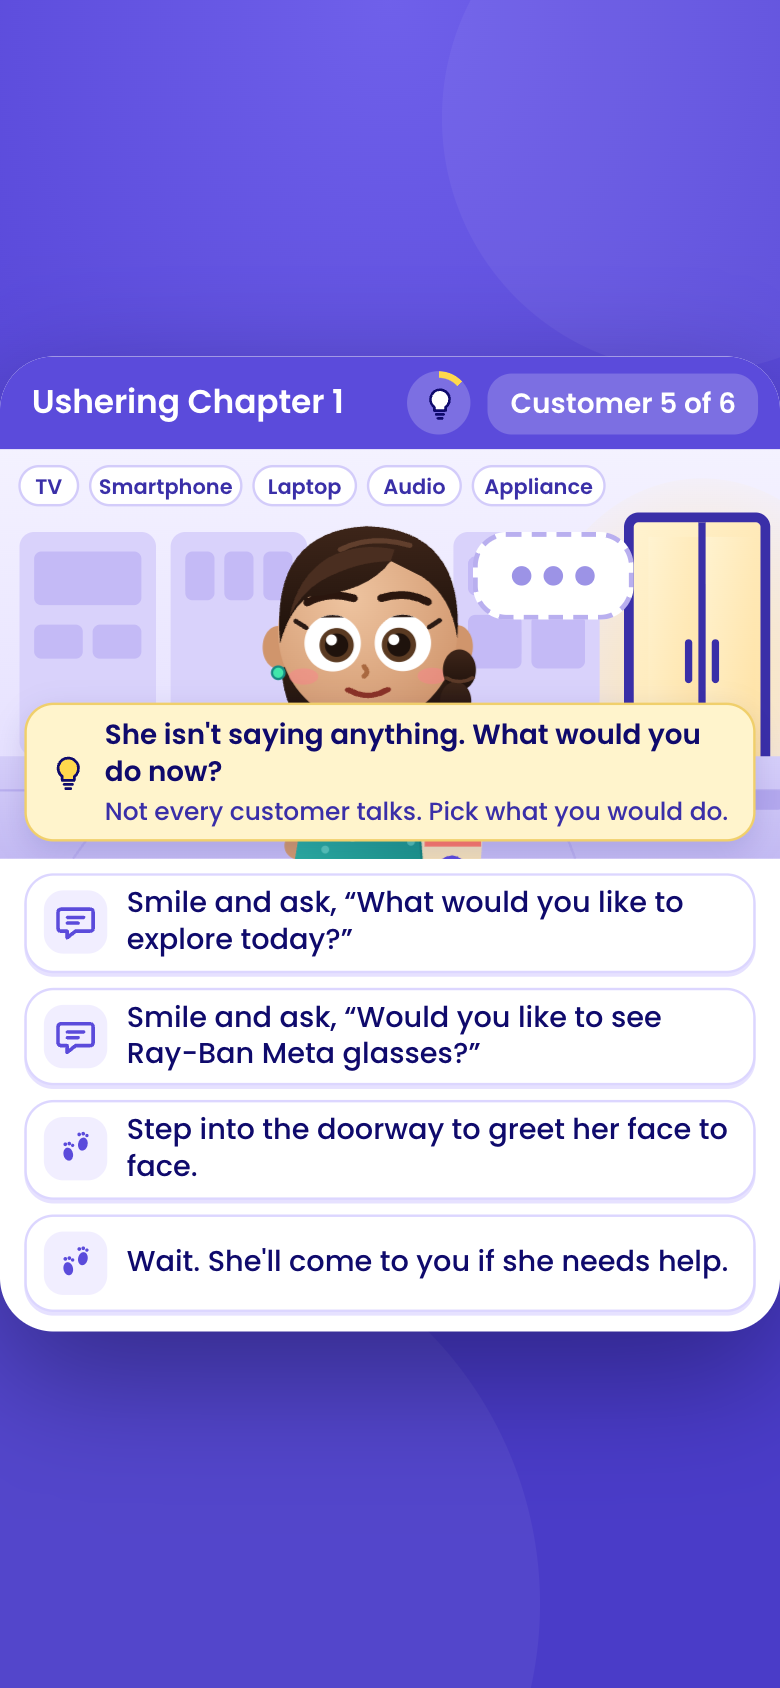 Ushering Chapter 1
Customer 5 of 6
TV
Smartphone
Laptop
Audio
Appliance
She isn't saying anything. What would you
do now?
Not every customer talks. Pick what you would do.
Smile and ask, “What would you like to
explore today?”
Smile and ask, “Would you like to see
Ray-Ban Meta glasses?”
Step into the doorway to greet her face to
face.
Wait. She'll come to you if she needs help.